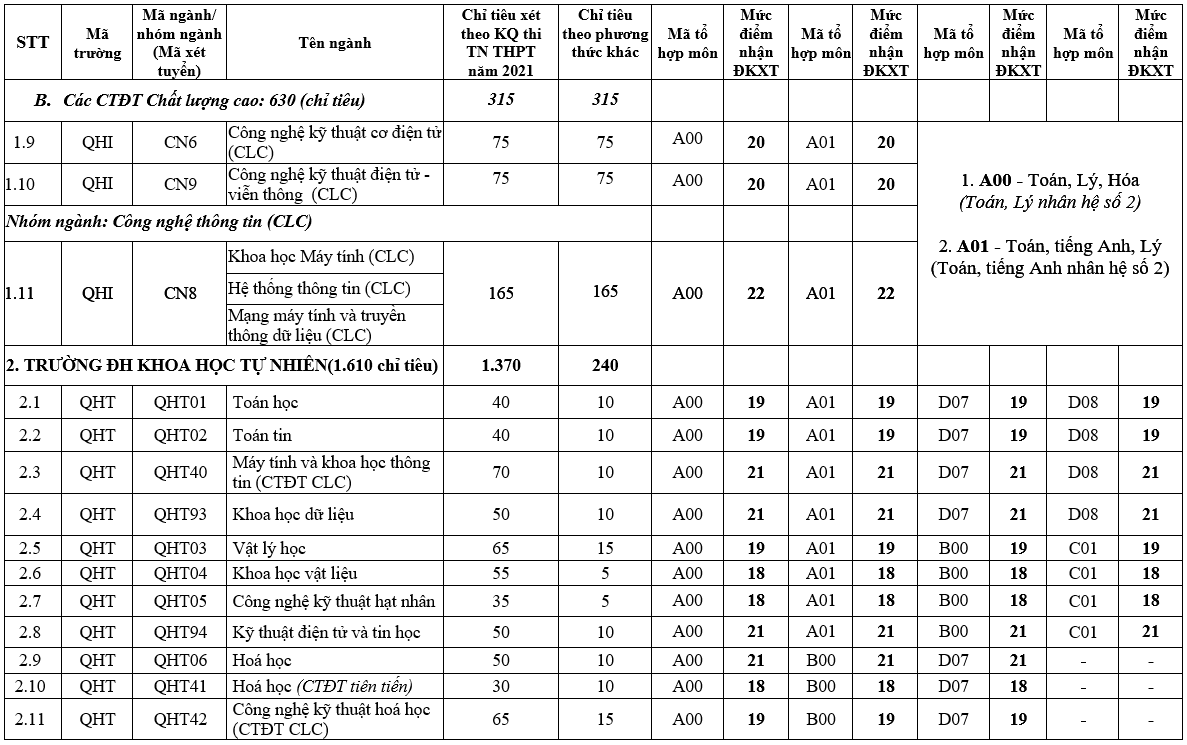 STT Mã trường Mã ngành/ nhóm ngành (Mã xét tuyển) Tên ngành Chỉ tiêu xét theo KQ thi TN THPT năm 2021 Chỉ tiêu theo phương thức khác Mã tổ hợp môn Mức điểm nhận ĐKXT Mã tổ hợp môn Mức điểm nhận ĐKXT Mã tổ hợp môn Mức điểm nhận ĐKXT Mã tổ hợp môn Mức điểm nhận ĐKXT
B. Các CTĐT Chất lượng cao: 630 (chỉ tiêu) 315 315
1.9 QHI CN6 Công nghệ kỹ thuật cơ điện tử (CLC) 75 75 A00 20 A01 20
1.10 QHI CN9 Công nghệ kỹ thuật điện tử - viễn thông (CLC) 75 75 A00 20 A01 20
Nhóm ngành: Công nghệ thông tin (CLC)
1.11 QHI CN8 Khoa học Máy tính (CLC)
Hệ thống thông tin (CLC)
Mạng máy tính và truyền thông dữ liệu (CLC)
165 165 A00 22 A01 22
1. A00 - Toán, Lý, Hóa
(Toán, Lý nhân hệ số 2)
2. A01 - Toán, tiếng Anh, Lý
(Toán, tiếng Anh nhân hệ số 2)
2. TRƯỜNG ĐH KHOA HỌC TỰ NHIÊN(1.610 chỉ tiêu) 1.370 240
2.1 QHT QHT01 Toán học 40 10 A00 19 A01 19 D07 19 D08 19
2.2 QHT QHT02 Toán tin 40 10 A00 19 A01 19 D07 19 D08 19
2.3 QHT QHT40 Máy tính và khoa học thông tin (CTĐT CLC) 70 10 A00 21 A01 21 D07 21 D08 21
2.4 QHT QHT93 Khoa học dữ liệu 50 10 A00 21 A01 21 D07 21 D08 21
2.5 QHT QHT03 Vật lý học 65 15 A00 19 A01 19 B00 19 C01 19
2.6 QHT QHT04 Khoa học vật liệu 55 5 A00 18 A01 18 B00 18 C01 18
2.7 QHT QHT05 Công nghệ kỹ thuật hạt nhân 35 5 A00 18 A01 18 B00 18 C01 18
2.8 QHT QHT94 Kỹ thuật điện tử và tin học 50 10 A00 21 A01 21 B00 21 C01 21
2.9 QHT QHT06 Hoá học 50 10 A00 21 B00 21 D07 21 - -
2.10 QHT QHT41 Hoá học (CTĐT tiên tiến) 30 10 A00 18 B00 18 D07 18 - -
2.11 QHT QHT42 Công nghệ kỹ thuật hoá học (CTĐT CLC) 65 15 A00 19 B00 19 D07 19 - -